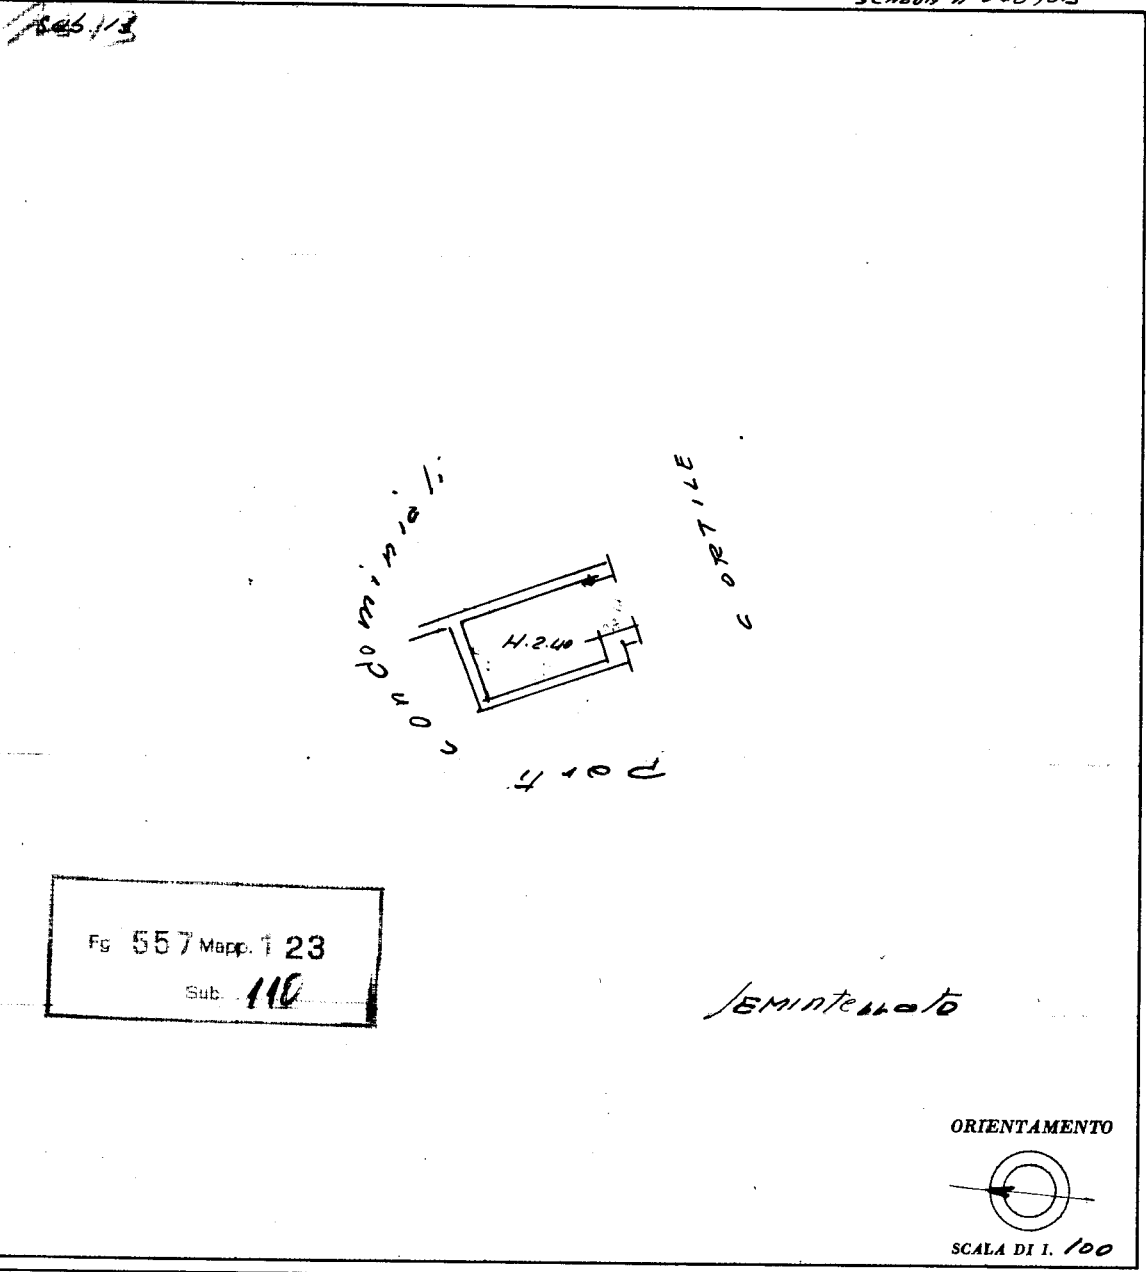 CORTILE
Parti condominiali
H.2.40
Fg 557 Mapp. 123
Sub. 110
SEMINTERRATO
ORIENTAMENTO
SCALA DI 1. 100